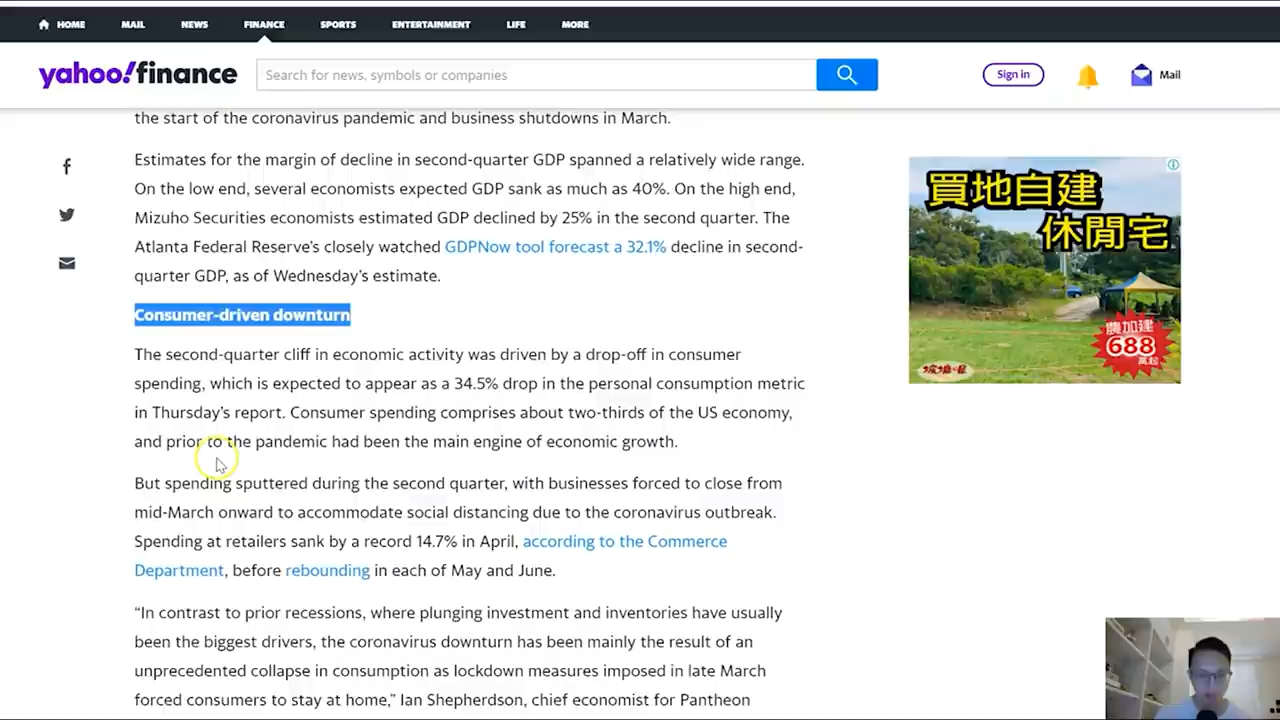 HOME MAIL NEWS FINANCE SPORTS ENTERTAINMENT LIFE MORE
yahoo!finance Search for news, symbols or companies Sign in Mail
the start of the coronavirus pandemic and business shutdowns in March.
Estimates for the margin of decline in second-quarter GDP spanned a relatively wide range.
On the low end, several economists expected GDP sank as much as 40%. On the high end,
Mizuho Securities economists estimated GDP declined by 25% in the second quarter. The
Atlanta Federal Reserve's closely watched GDPNow tool forecast a 32.1% decline in second-
quarter GDP, as of Wednesday's estimate.
Consumer-driven downturn
The second-quarter cliff in economic activity was driven by a drop-off in consumer
spending, which is expected to appear as a 34.5% drop in the personal consumption metric
in Thursday's report. Consumer spending comprises about two-thirds of the US economy,
and prior to the pandemic had been the main engine of economic growth.
But spending sputtered during the second quarter, with businesses forced to close from
mid-March onward to accommodate social distancing due to the coronavirus outbreak.
Spending at retailers sank by a record 14.7% in April, according to the Commerce
Department, before rebounding in each of May and June.
“In contrast to prior recessions, where plunging investment and inventories have usually
been the biggest drivers, the coronavirus downturn has been mainly the result of an
unprecedented collapse in consumption as lockdown measures imposed in late March
forced consumers to stay at home,” Ian Shepherdson, chief economist for Pantheon
買地自建
休閒宅
農加建
688
萬起